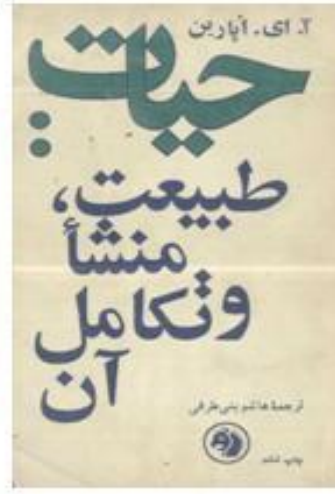 آ. ای. اپارین
حیات:
طبیعت،
منشأ
و تکامل
آن
ترجمهٔ هاشم بنی طرفی
چاپ ششم